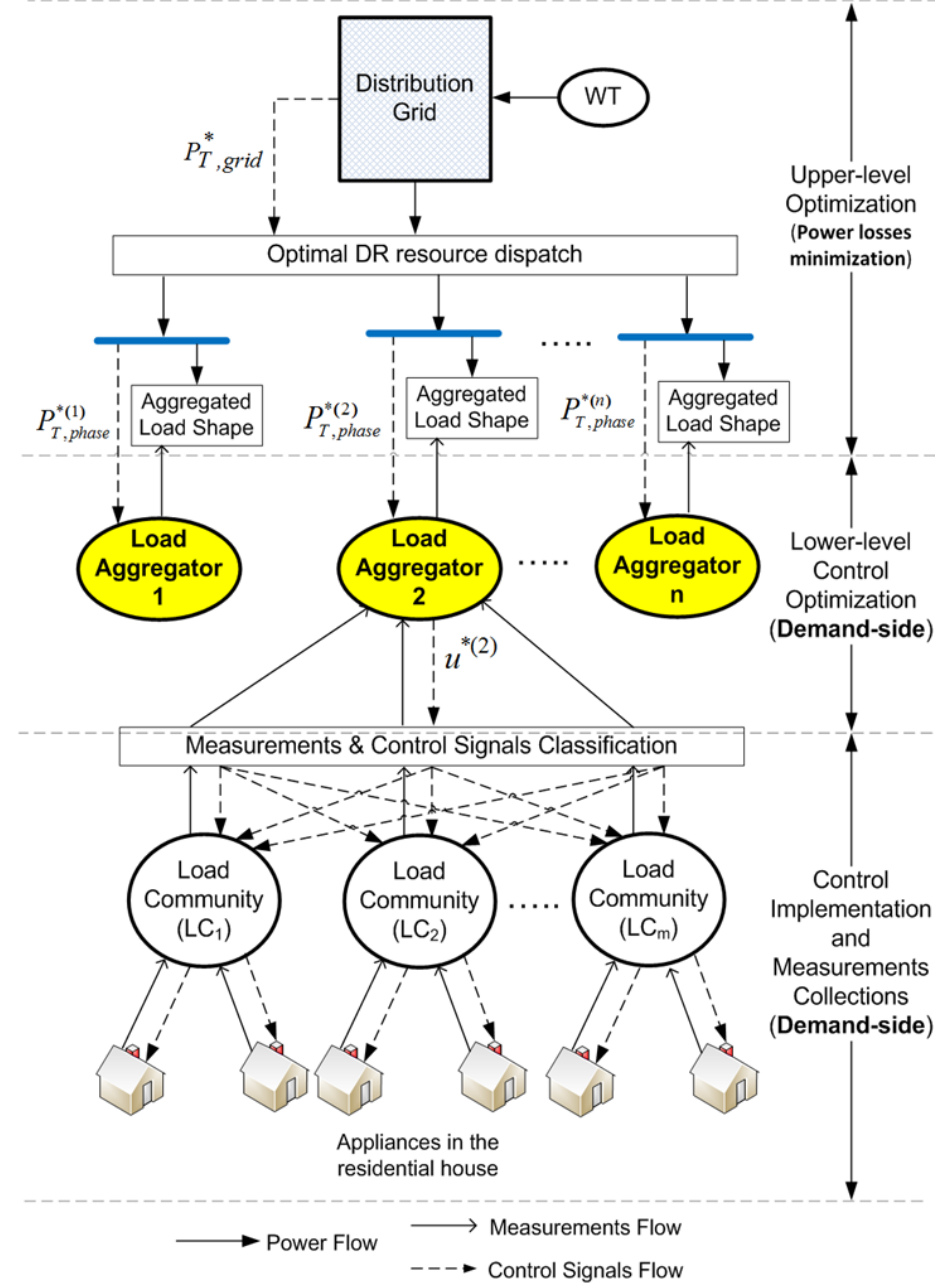 Distribution
Grid
WT
P*T,grid
Upper-level
Optimization
(Power losses
minimization)
Optimal DR resource dispatch
.....
P*(1)T,phase
Aggregated
Load Shape
P*(2)T,phase
Aggregated
Load Shape
P*(n)T,phase
Aggregated
Load Shape
Load
Aggregator
1
Load
Aggregator
2
.....
Load
Aggregator
n
Lower-level
Control
Optimization
(Demand-side)
u*(2)
Measurements & Control Signals Classification
Load
Community
(LC1)
Load
Community
(LC2)
.....
Load
Community
(LCm)
Control
Implementation
and
Measurements
Collections
(Demand-side)
Appliances in the
residential house
Power Flow
Measurements Flow
Control Signals Flow